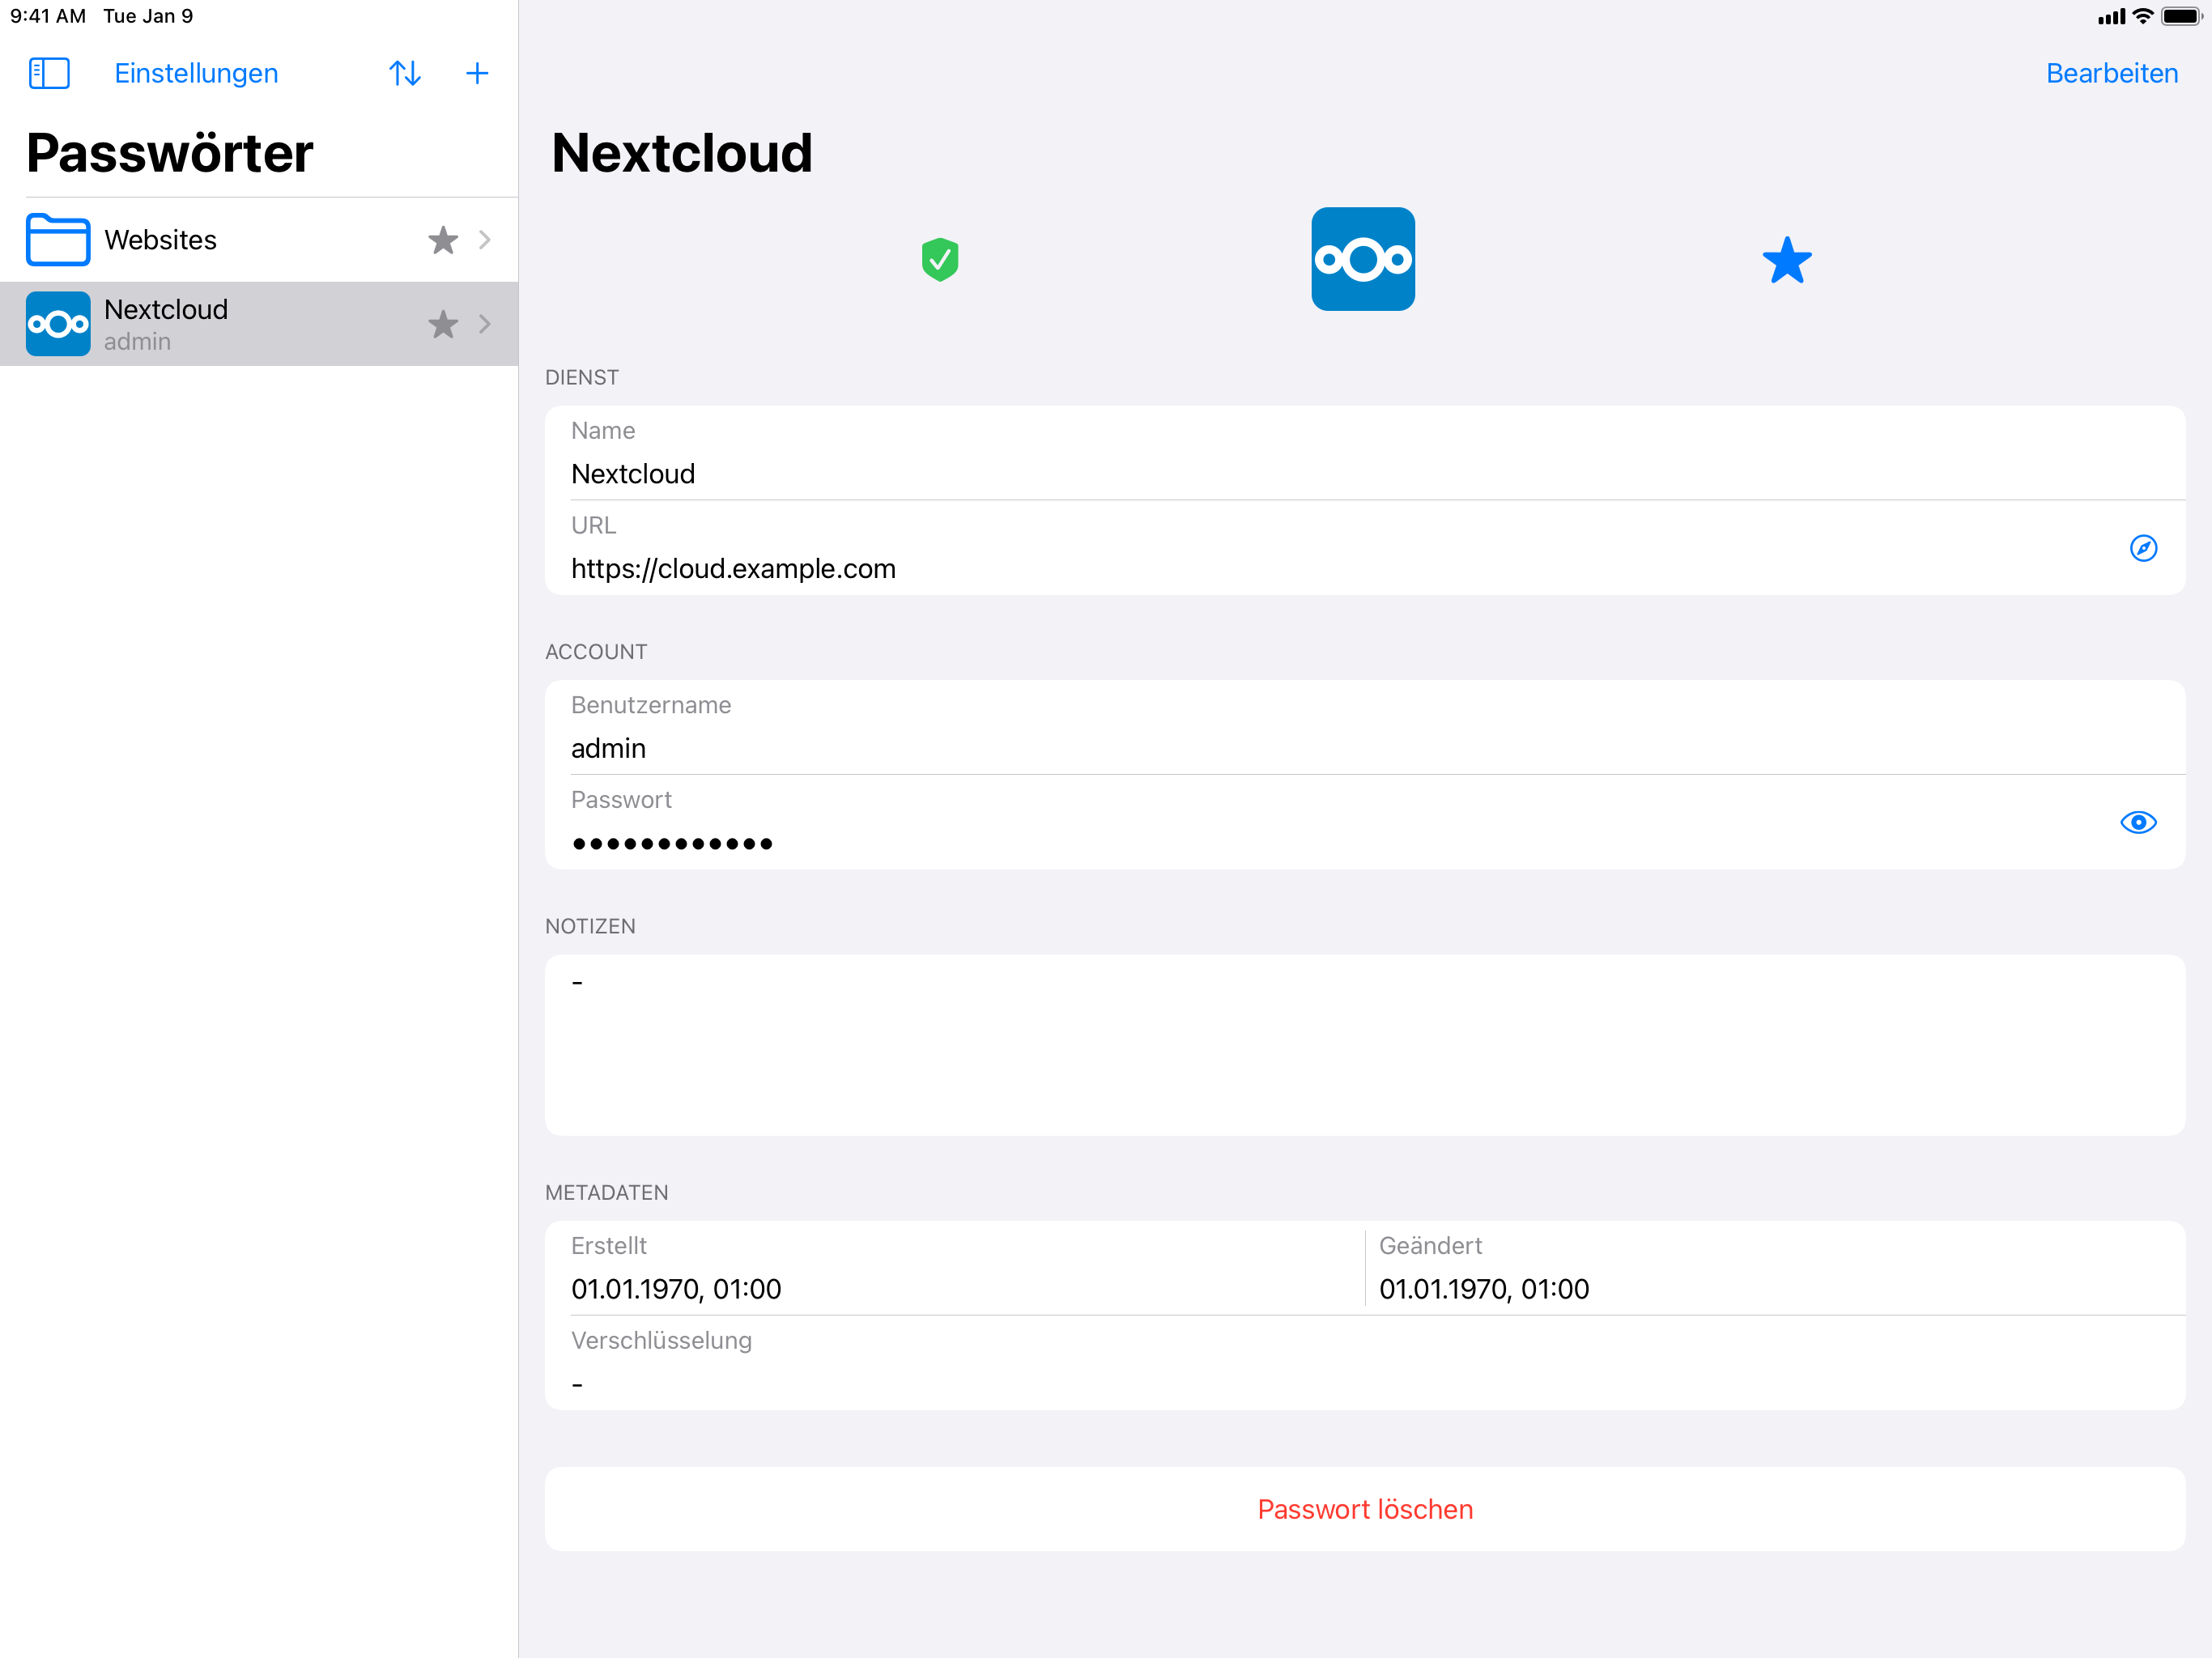 9:41 AM Tue Jan 9
Einstellungen
Passwörter
Websites
Nextcloud
admin
Bearbeiten
Nextcloud
DIENST
Name
Nextcloud
URL
https://cloud.example.com
ACCOUNT
Benutzername
admin
Passwort
●●●●●●●●●●●●
NOTIZEN
-
METADATEN
Erstellt
01.01.1970, 01:00
Geändert
01.01.1970, 01:00
Verschlüsselung
-
Passwort löschen